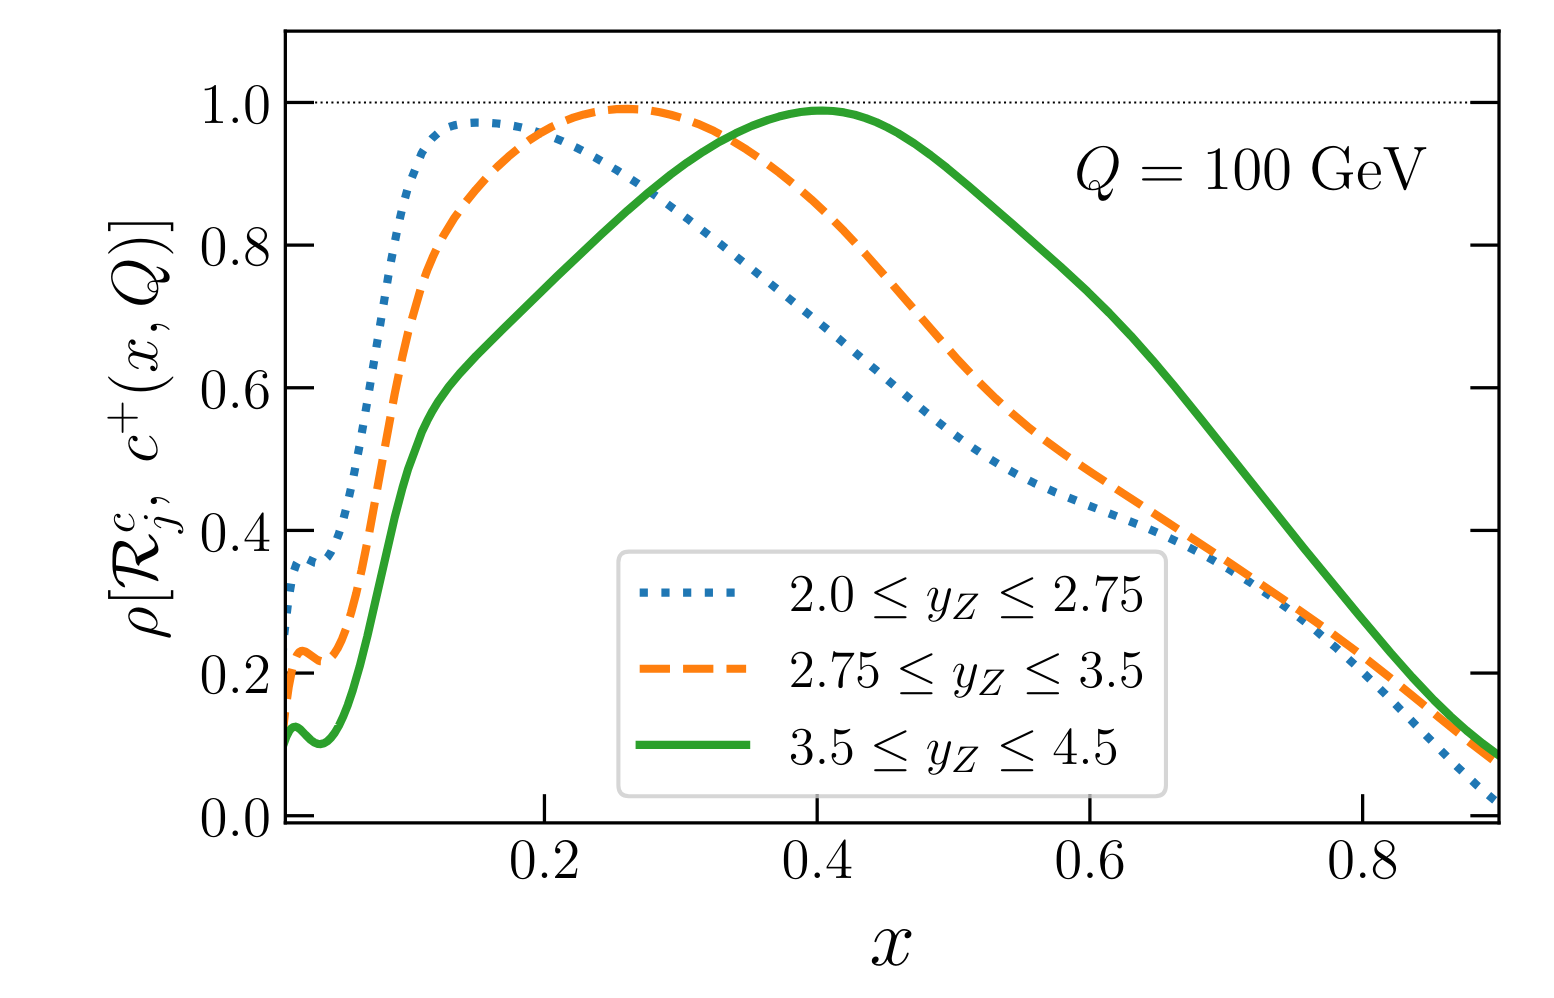 ρ[ℛ_j^c, c⁺(x, Q)]
1.0
0.8
0.6
0.4
0.2
0.0
Q = 100 GeV
2.0 ≤ y_Z ≤ 2.75
2.75 ≤ y_Z ≤ 3.5
3.5 ≤ y_Z ≤ 4.5
0.2 0.4 0.6 0.8
x